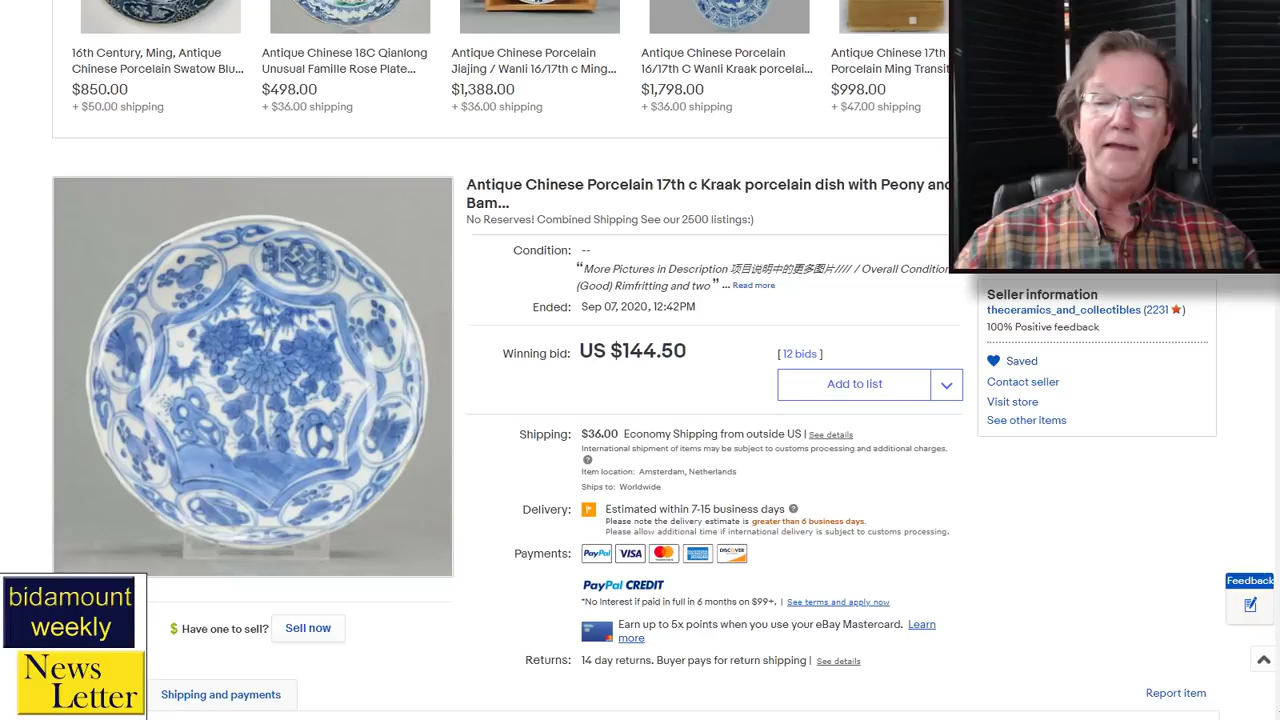 16th Century, Ming, Antique
Chinese Porcelain Swatow Blu...
$850.00
+ $50.00 shipping
Antique Chinese 18C Qianlong
Unusual Famille Rose Plate...
$498.00
+ $36.00 shipping
Antique Chinese Porcelain
Jiajing / Wanli 16/17th c Ming...
$1,388.00
+ $36.00 shipping
Antique Chinese Porcelain
16/17th C Wanli Kraak porcelai...
$1,798.00
+ $36.00 shipping
Antique Chinese 17th
Porcelain Ming Transit
$998.00
+ $47.00 shipping
Antique Chinese Porcelain 17th c Kraak porcelain dish with Peony and
Bam...
No Reserves! Combined Shipping See our 2500 listings:)
Condition: --
“More Pictures in Description 项目说明中的更多图片//// / Overall Condition
(Good) Rimfritting and two ” ... Read more
Ended: Sep 07, 2020, 12:42PM
Winning bid: US $144.50 [ 12 bids ]
Add to list
Shipping: $36.00 Economy Shipping from outside US | See details
International shipment of items may be subject to customs processing and additional charges.
Item location: Amsterdam, Netherlands
Ships to: Worldwide
Delivery: Estimated within 7-15 business days
Please note the delivery estimate is greater than 6 business days.
Please allow additional time if international delivery is subject to customs processing.
Payments: PayPal VISA MasterCard AMERICAN EXPRESS DISCOVER
PayPal CREDIT
*No Interest if paid in full in 6 months on $99+. | See terms and apply now
Earn up to 5x points when you use your eBay Mastercard. Learn
more
Returns: 14 day returns. Buyer pays for return shipping | See details
Seller information
theceramics_and_collectibles (2231 ★)
100% Positive feedback
Saved
Contact seller
Visit store
See other items
Feedback
$ Have one to sell? Sell now
Shipping and payments
Report item
bidamount
weekly
News
Letter